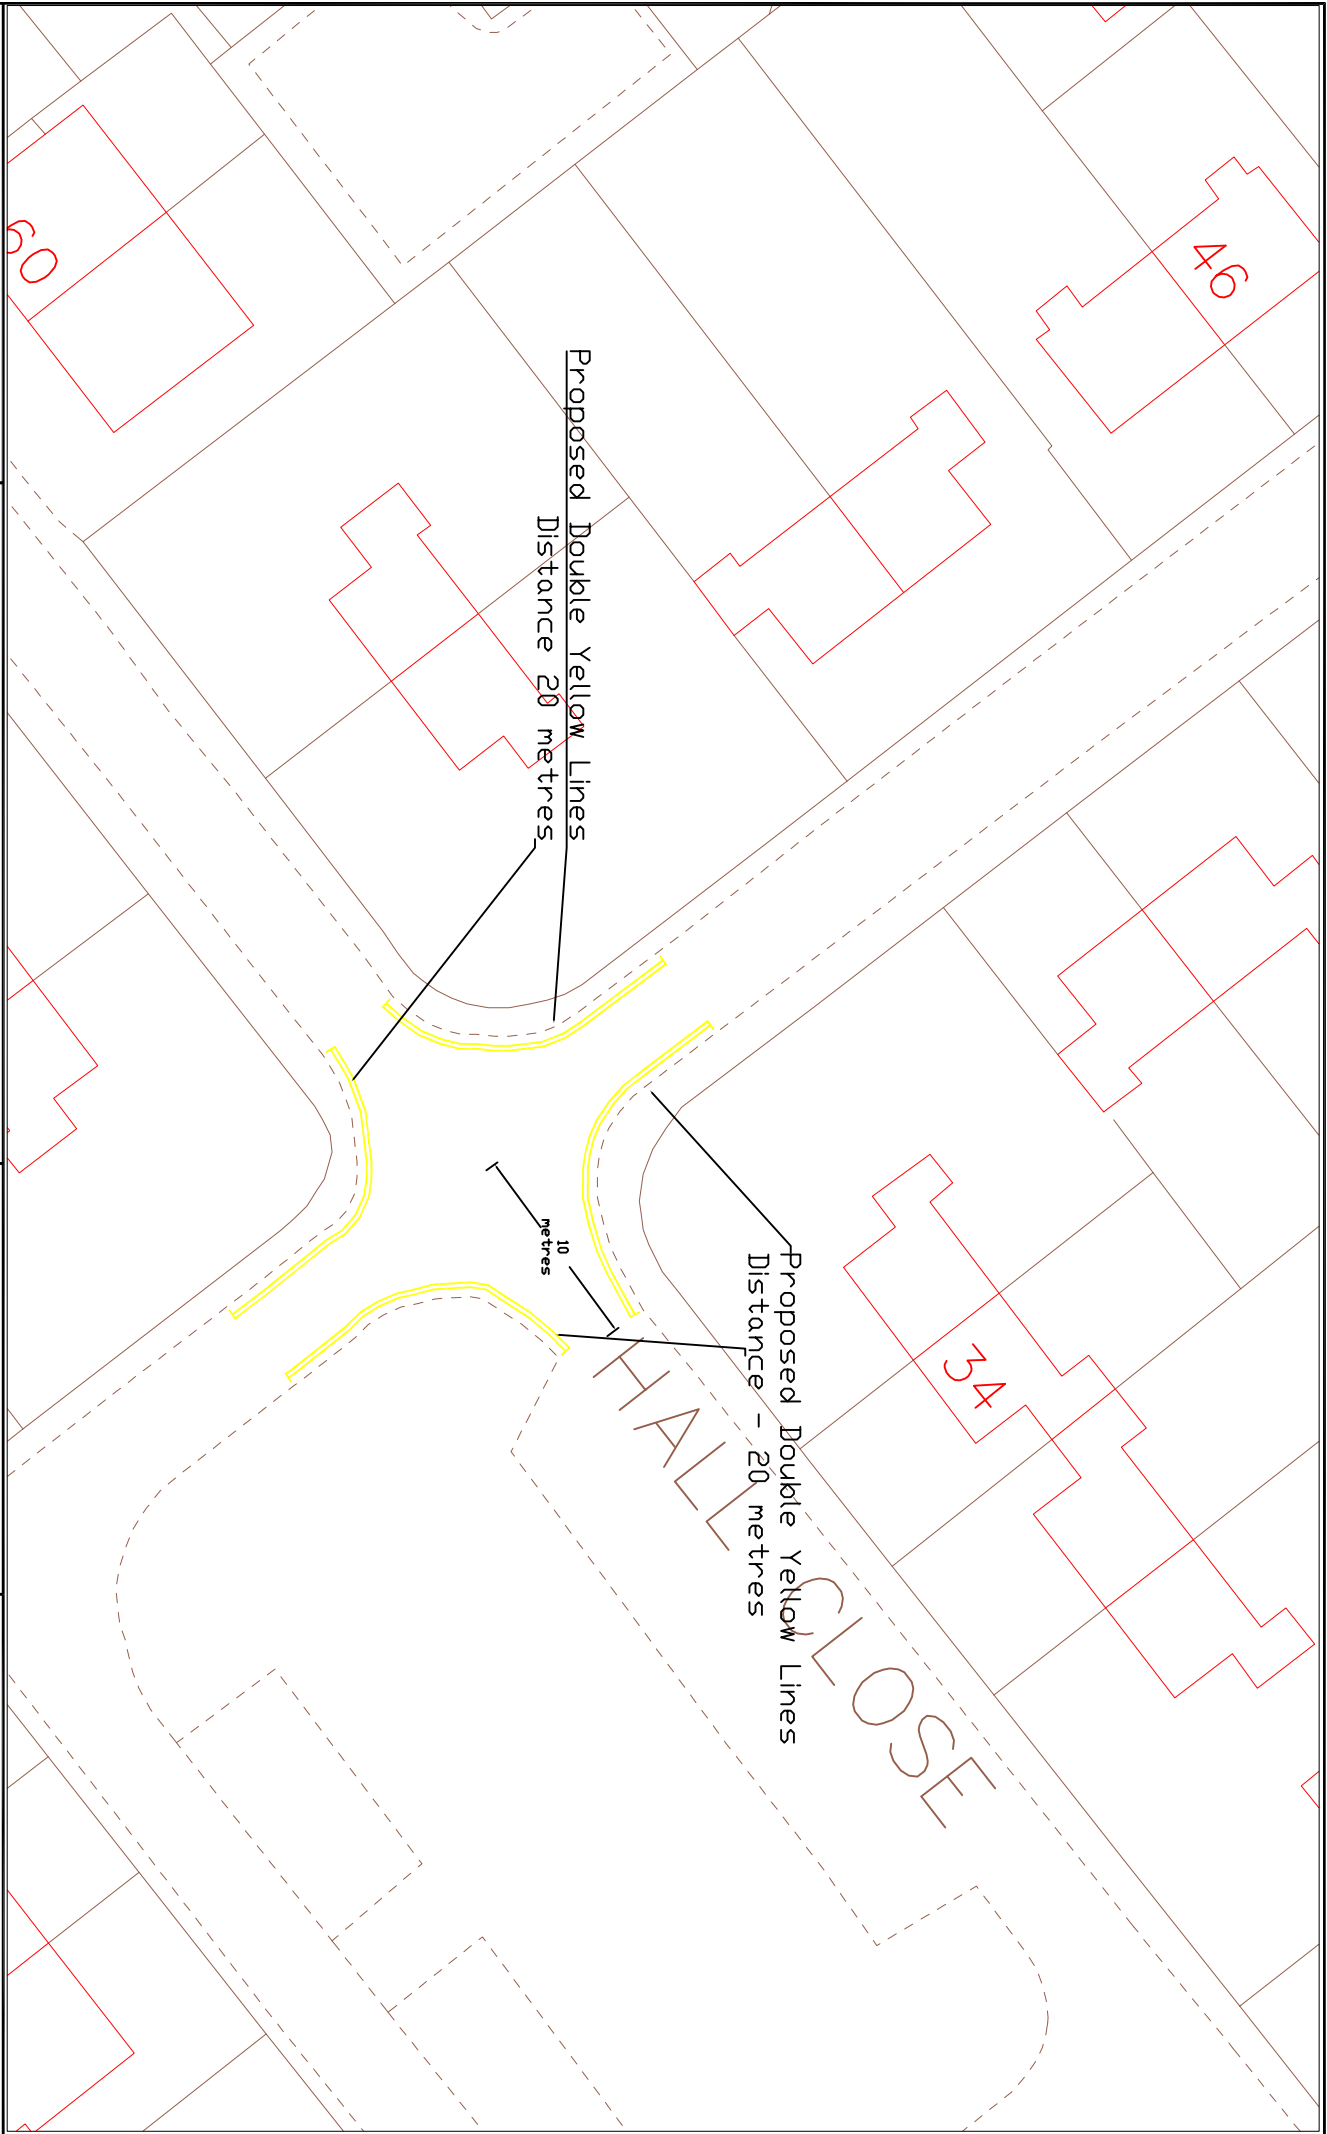 46
60
Proposed Double Yellow Lines
Distance 20 metres
10
metres
Proposed Double Yellow Lines
Distance - 20 metres
34
HALL CLOSE